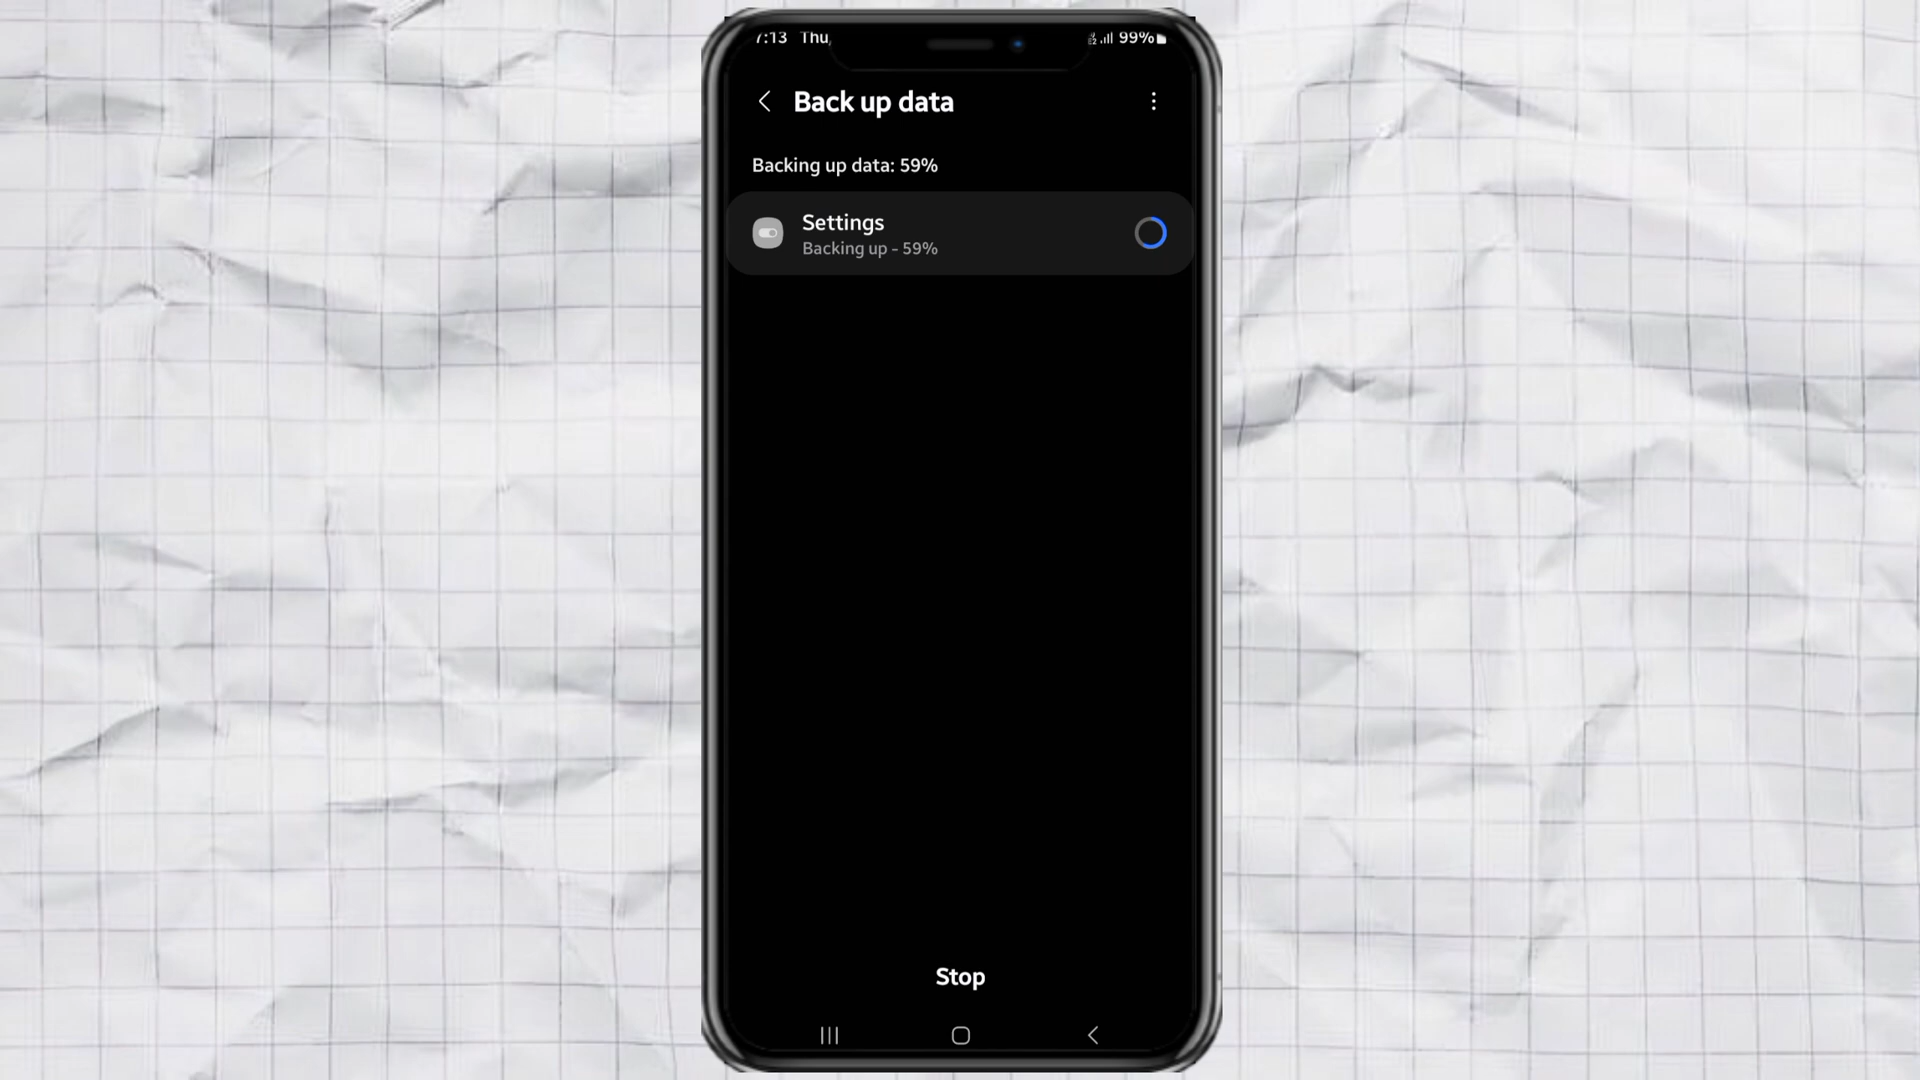 7:13 Thu, 99%
Back up data
Backing up data: 59%
Settings
Backing up - 59%
Stop